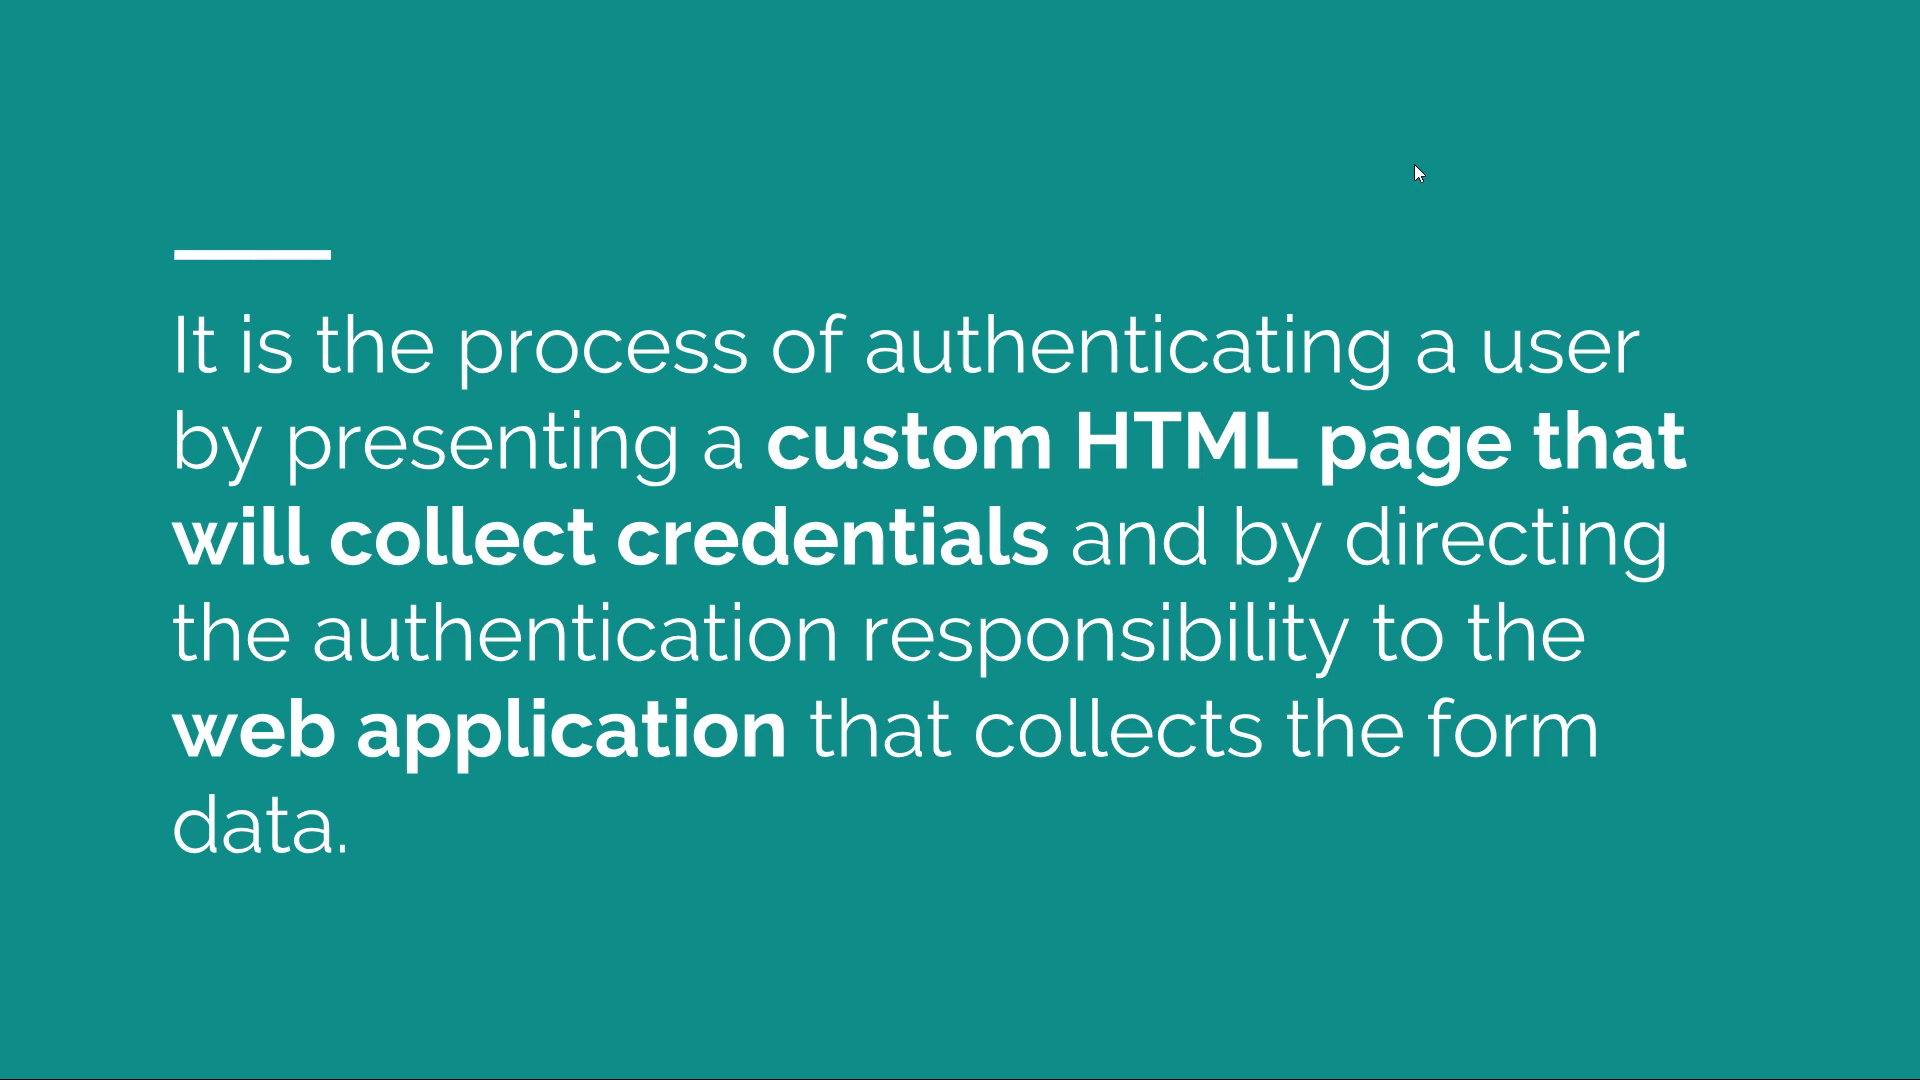 It is the process of authenticating a user
by presenting a custom HTML page that
will collect credentials and by directing
the authentication responsibility to the
web application that collects the form
data.